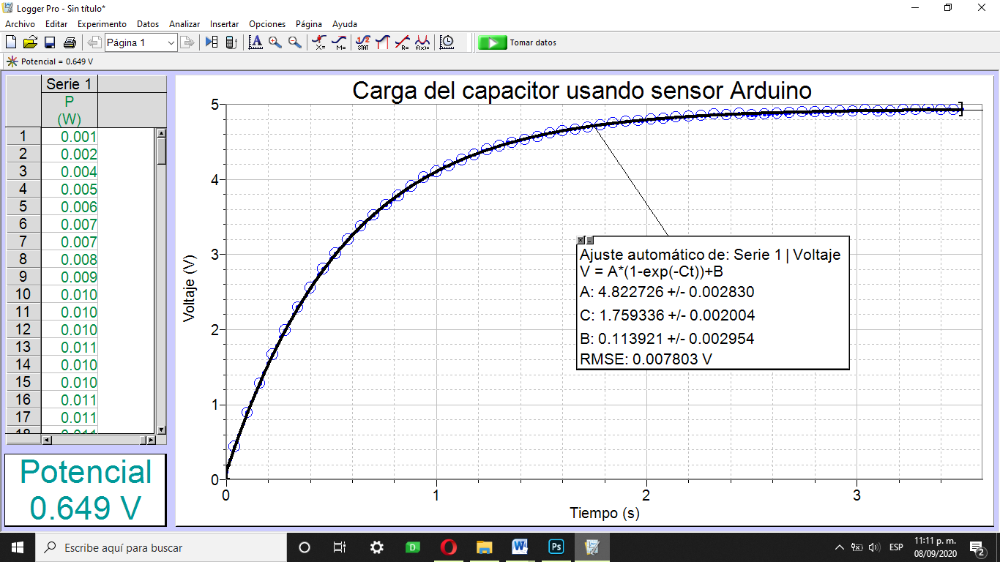 Logger Pro - Sin título*
Archivo Editar Experimento Datos Analizar Insertar Opciones Página Ayuda
Página 1
X=
M=
STAT
R=
f(x)=
Tomar datos
Potencial = 0.649 V
Serie 1
P
(W)
1 0.001
2 0.002
3 0.004
4 0.005
5 0.006
6 0.007
7 0.007
8 0.008
9 0.009
10 0.010
11 0.010
12 0.010
13 0.011
14 0.010
15 0.010
16 0.011
17 0.011
18 0.011
Potencial
0.649 V
Carga del capacitor usando sensor Arduino
5
4
3
2
1
0
Voltaje (V)
Ajuste automático de: Serie 1 | Voltaje
V = A*(1-exp(-Ct))+B
A: 4.822726 +/- 0.002830
C: 1.759336 +/- 0.002004
B: 0.113921 +/- 0.002954
RMSE: 0.007803 V
0 1 2 3
Tiempo (s)
Escribe aquí para buscar
D
W
Ps
ESP
11:11 p. m.
08/09/2020
2